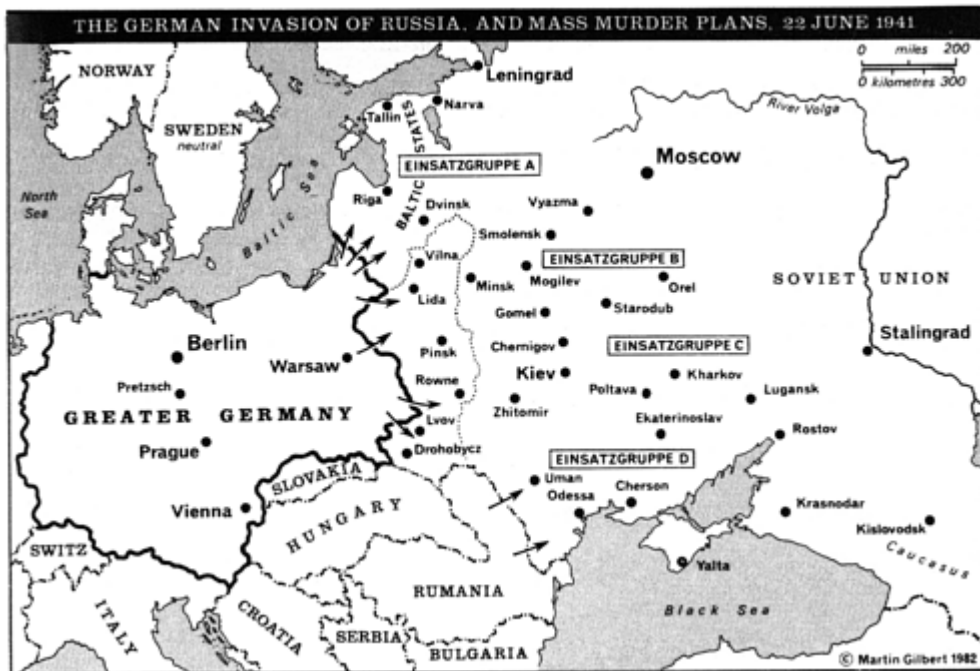 THE GERMAN INVASION OF RUSSIA, AND MASS MURDER PLANS, 22 JUNE 1941
0 miles 200
0 kilometres 300
NORWAY
Leningrad
Narva
Tallin
River Volga
SWEDEN
neutral
BALTIC STATES
EINSATZGRUPPE A
Moscow
North
Sea
Baltic Sea
Riga
Dvinsk
Vyazma
Smolensk
Vilna
EINSATZGRUPPE B
Minsk
Mogilev
Orel
SOVIET UNION
Lida
Gomel
Starodub
Stalingrad
Berlin
Warsaw
Pinsk
Chernigov
EINSATZGRUPPE C
Pretzsch
Rowne
Kiev
Kharkov
Zhitomir
Poltava
Lugansk
GREATER GERMANY
Lvov
Ekaterinoslav
Rostov
Prague
Drohobycz
EINSATZGRUPPE D
SLOVAKIA
Uman
Vienna
Odessa
Cherson
Krasnodar
HUNGARY
Kislovodsk
SWITZ
Caucasus
Yalta
RUMANIA
ITALY
CROATIA
SERBIA
Black Sea
BULGARIA
© Martin Gilbert 1982